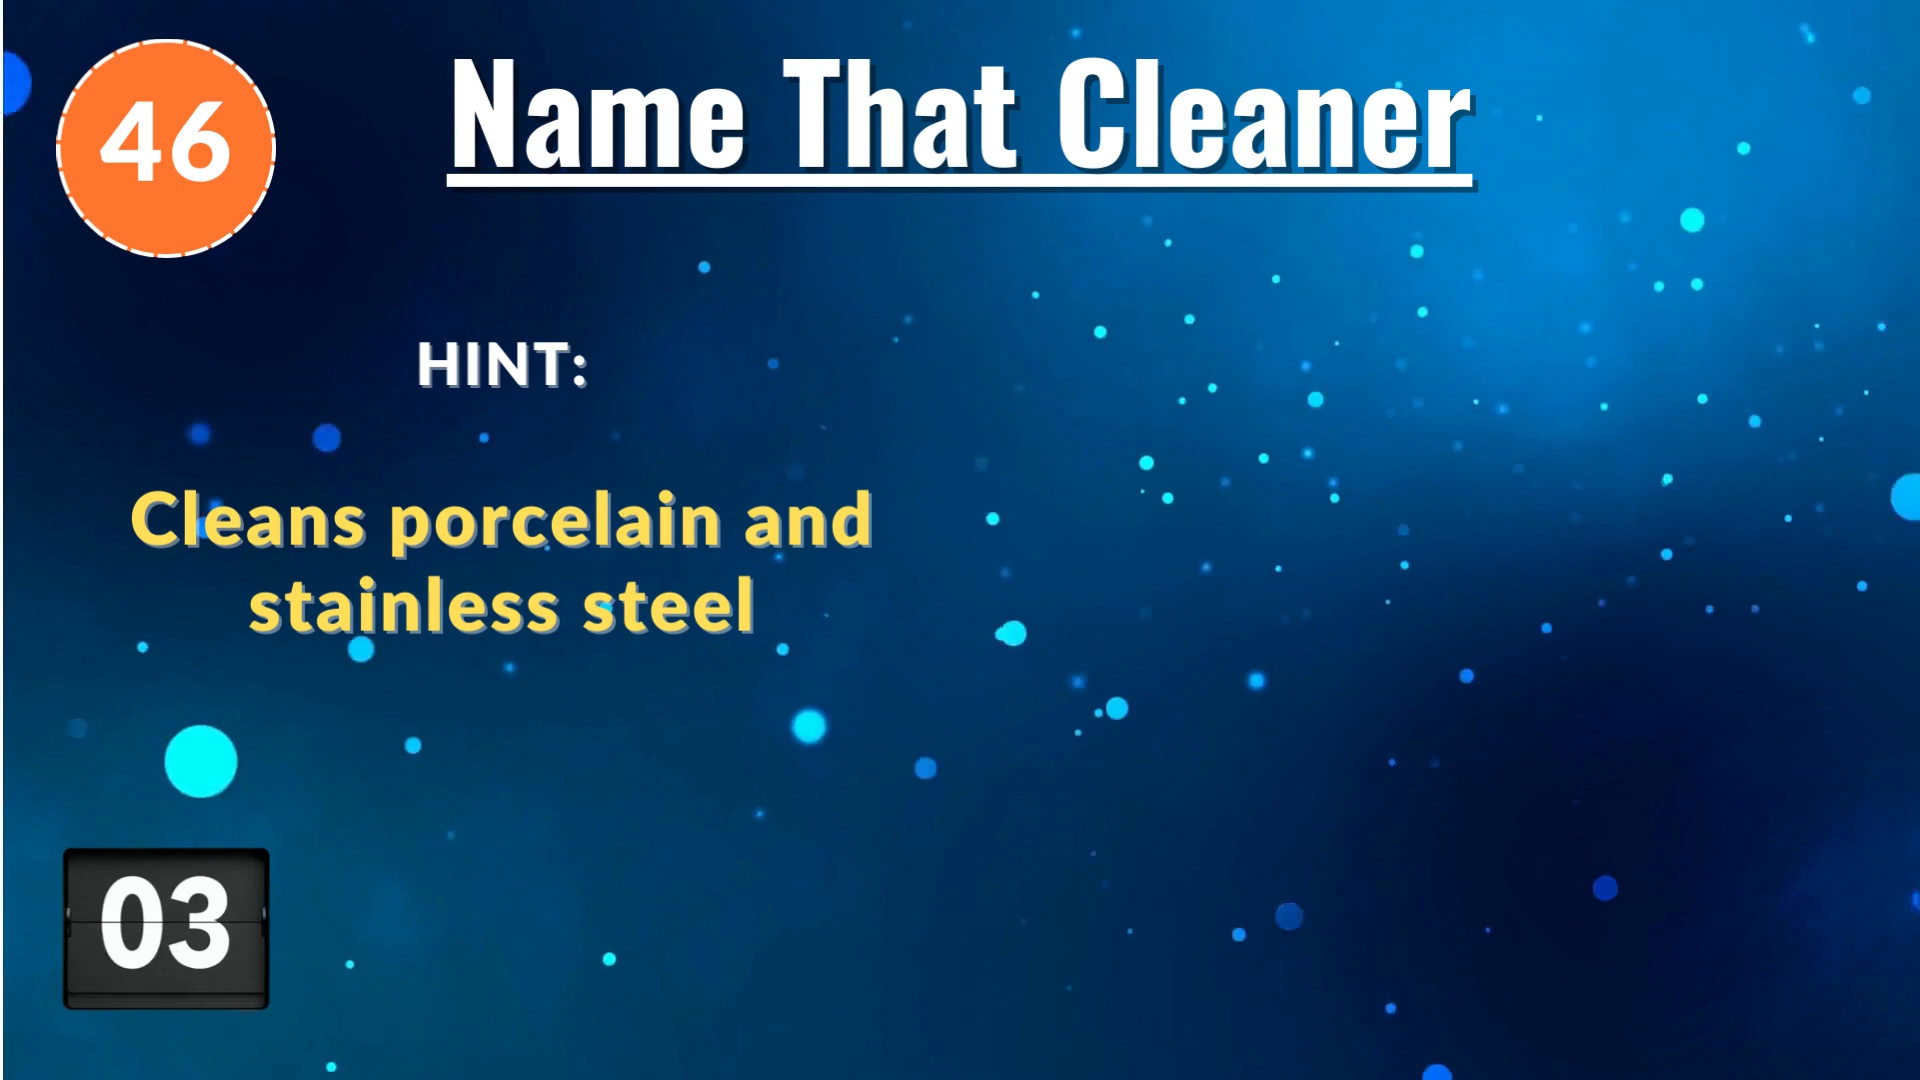 46
Name That Cleaner
HINT:
Cleans porcelain and
stainless steel
03